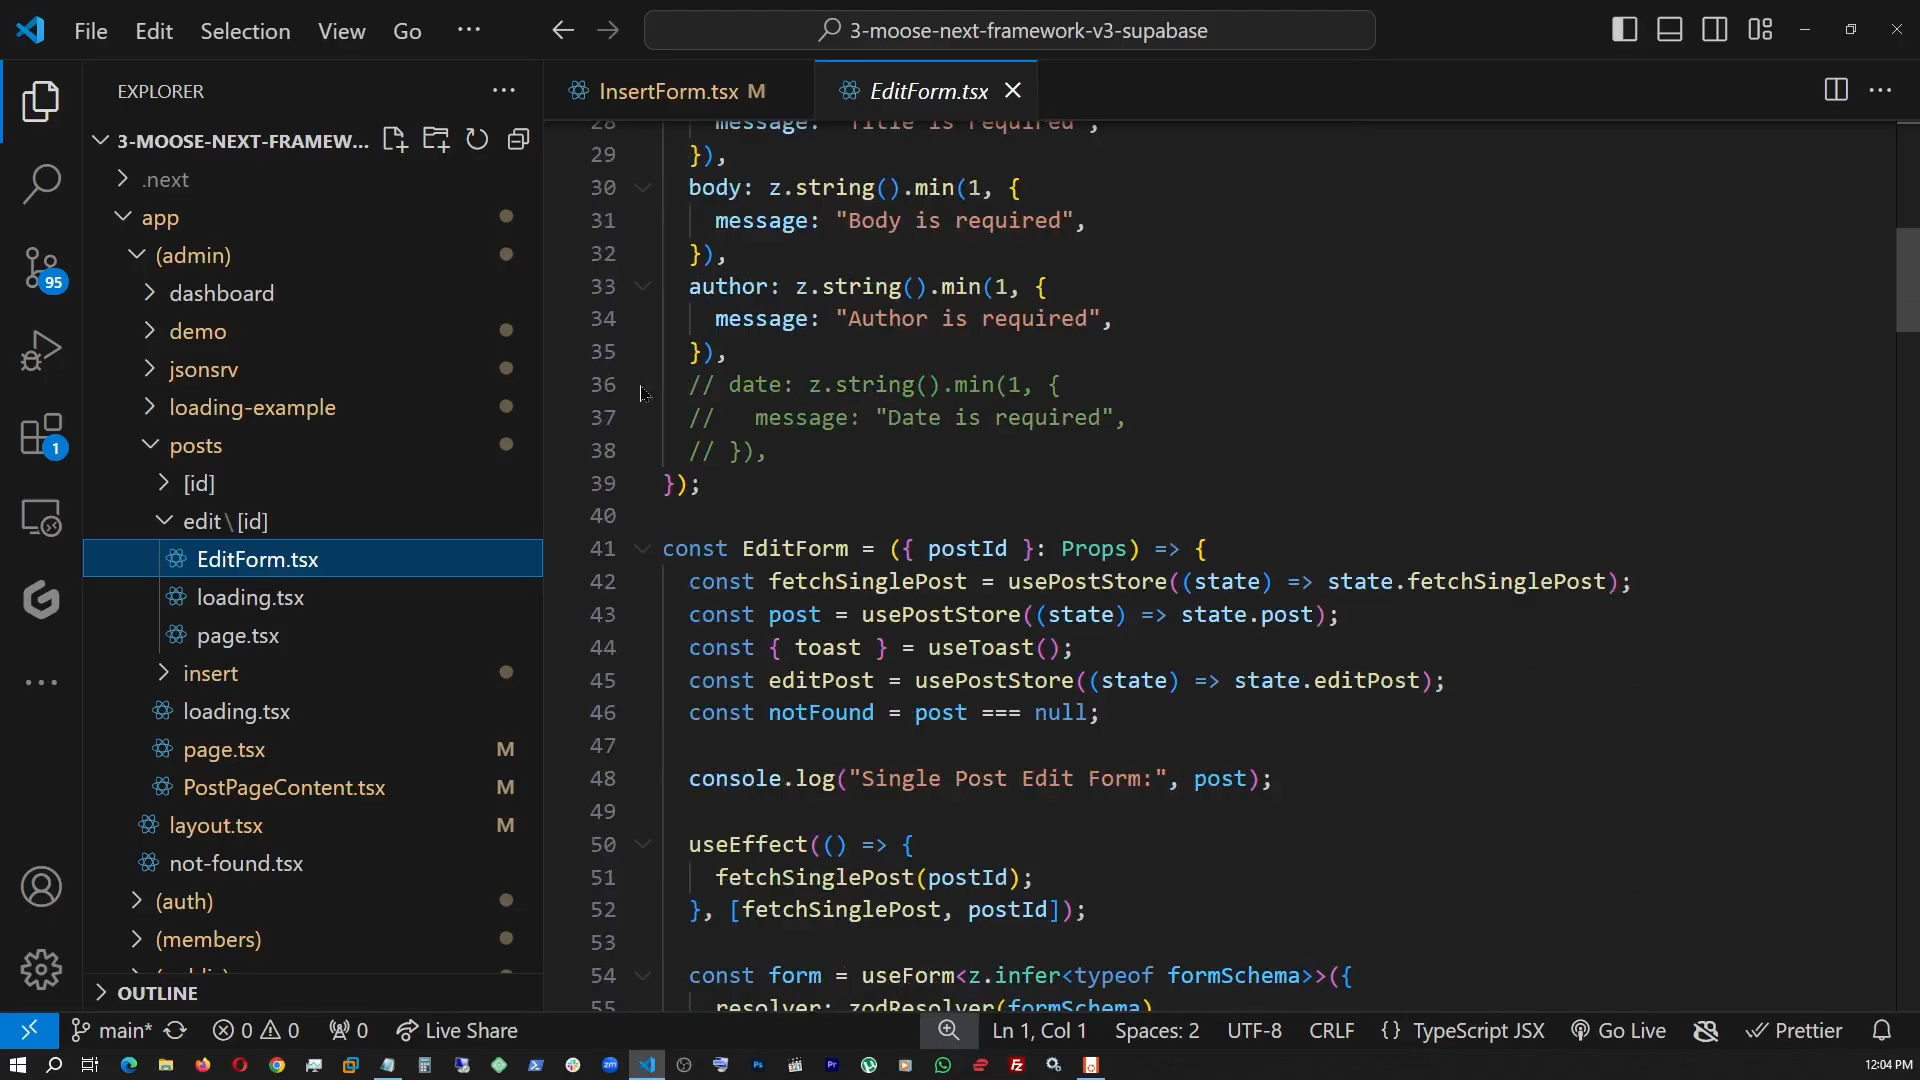 File Edit Selection View Go ···
3-moose-next-framework-v3-supabase
EXPLORER ···
3-MOOSE-NEXT-FRAMEW...
.next
app
(admin)
dashboard
demo
jsonsrv
loading-example
posts
[id]
edit\[id]
EditForm.tsx
loading.tsx
page.tsx
insert
loading.tsx
page.tsx M
PostPageContent.tsx M
layout.tsx M
not-found.tsx
(auth)
(members)
OUTLINE
95
1
InsertForm.tsx M
EditForm.tsx
28 message: "Title is required",
29 }),
30 body: z.string().min(1, {
31 message: "Body is required",
32 }),
33 author: z.string().min(1, {
34 message: "Author is required",
35 }),
36 // date: z.string().min(1, {
37 //   message: "Date is required",
38 // }),
39 });
40
41 const EditForm = ({ postId }: Props) => {
42 const fetchSinglePost = usePostStore((state) => state.fetchSinglePost);
43 const post = usePostStore((state) => state.post);
44 const { toast } = useToast();
45 const editPost = usePostStore((state) => state.editPost);
46 const notFound = post === null;
47
48 console.log("Single Post Edit Form:", post);
49
50 useEffect(() => {
51 fetchSinglePost(postId);
52 }, [fetchSinglePost, postId]);
53
54 const form = useForm<z.infer<typeof formSchema>>({
55 resolver: zodResolver(formSchema)
main* 0 0 0 Live Share
Ln 1, Col 1 Spaces: 2 UTF-8 CRLF {} TypeScript JSX Go Live Prettier
12:04 PM